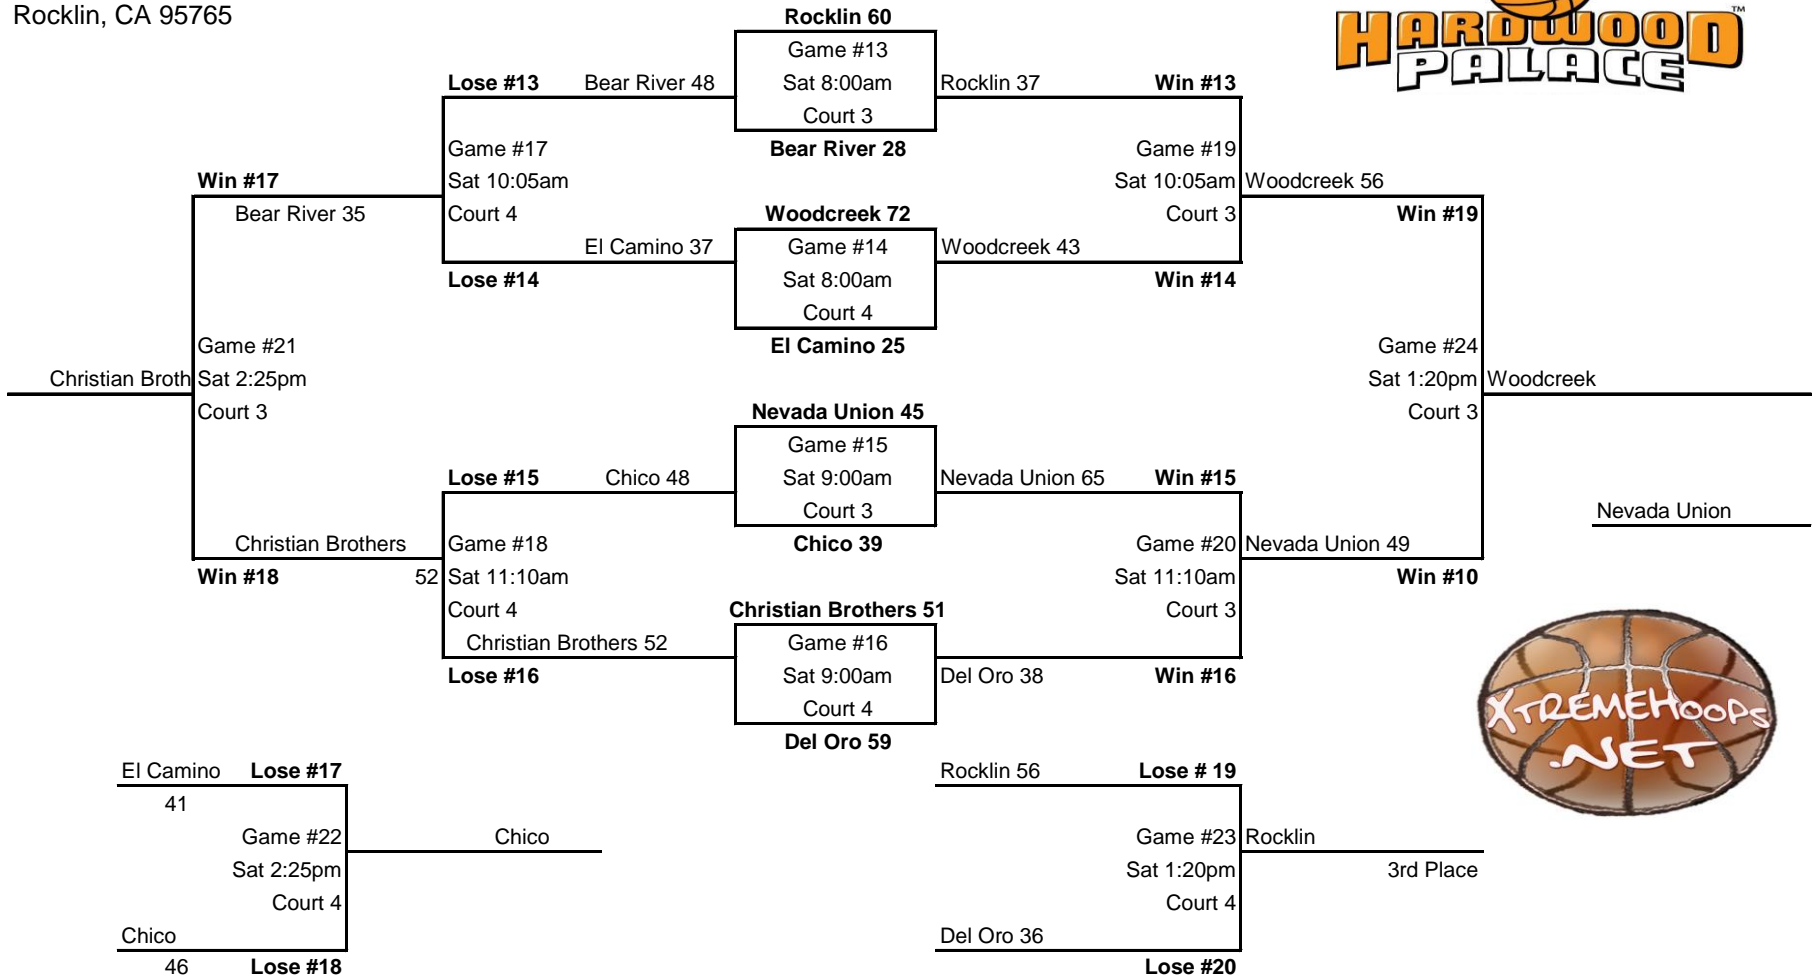 Rocklin, CA 95765
Rocklin 60
HARDWOOD
PALACE
TM
Game #13
Lose #13 Bear River 48 Sat 8:00am Rocklin 37 Win #13
Court 3
Game #17 Bear River 28 Game #19
Win #17 Sat 10:05am Sat 10:05am Woodcreek 56
Bear River 35 Court 4 Woodcreek 72 Court 3 Win #19
El Camino 37 Game #14 Woodcreek 43
Lose #14 Sat 8:00am Win #14
Court 4
Game #21 El Camino 25 Game #24
Christian Broth Sat 2:25pm Sat 1:20pm Woodcreek
Court 3 Nevada Union 45 Court 3
Game #15
Lose #15 Chico 48 Sat 9:00am Nevada Union 65 Win #15
Court 3 Nevada Union
Christian Brothers Game #18 Chico 39 Game #20 Nevada Union 49
Win #18 52 Sat 11:10am Sat 11:10am Win #10
Court 4 Christian Brothers 51 Court 3
Christian Brothers 52 Game #16
Lose #16 Sat 9:00am Del Oro 38 Win #16
Court 4
XTREMEHOOPS
.NET
Del Oro 59
El Camino Lose #17 Rocklin 56 Lose # 19
41
Game #22 Chico Game #23 Rocklin
Sat 2:25pm Sat 1:20pm 3rd Place
Court 4 Court 4
Chico Del Oro 36
46 Lose #18 Lose #20